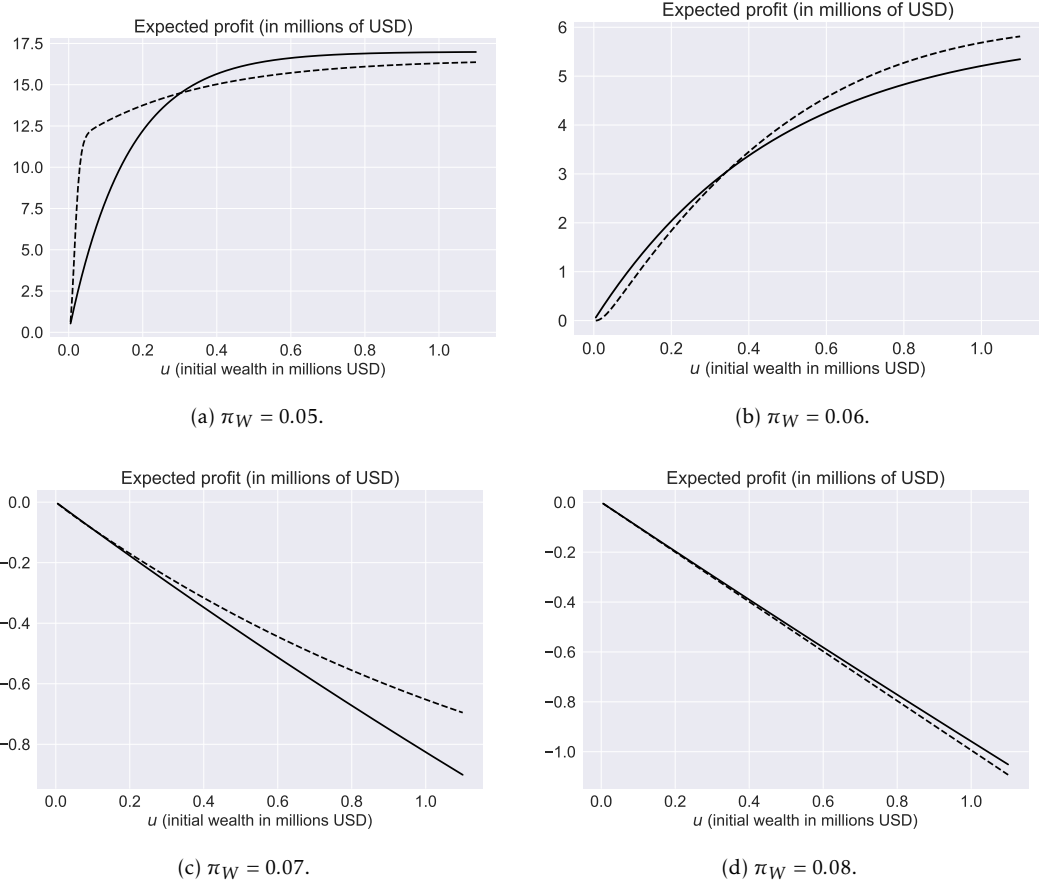 Expected profit (in millions of USD)
17.5
15.0
12.5
10.0
7.5
5.0
2.5
0.0
0.0 0.2 0.4 0.6 0.8 1.0
u (initial wealth in millions USD)
(a) πW = 0.05.
Expected profit (in millions of USD)
6
5
4
3
2
1
0
0.0 0.2 0.4 0.6 0.8 1.0
u (initial wealth in millions USD)
(b) πW = 0.06.
Expected profit (in millions of USD)
0.0
−0.2
−0.4
−0.6
−0.8
0.0 0.2 0.4 0.6 0.8 1.0
u (initial wealth in millions USD)
(c) πW = 0.07.
Expected profit (in millions of USD)
0.0
−0.2
−0.4
−0.6
−0.8
−1.0
0.0 0.2 0.4 0.6 0.8 1.0
u (initial wealth in millions USD)
(d) πW = 0.08.